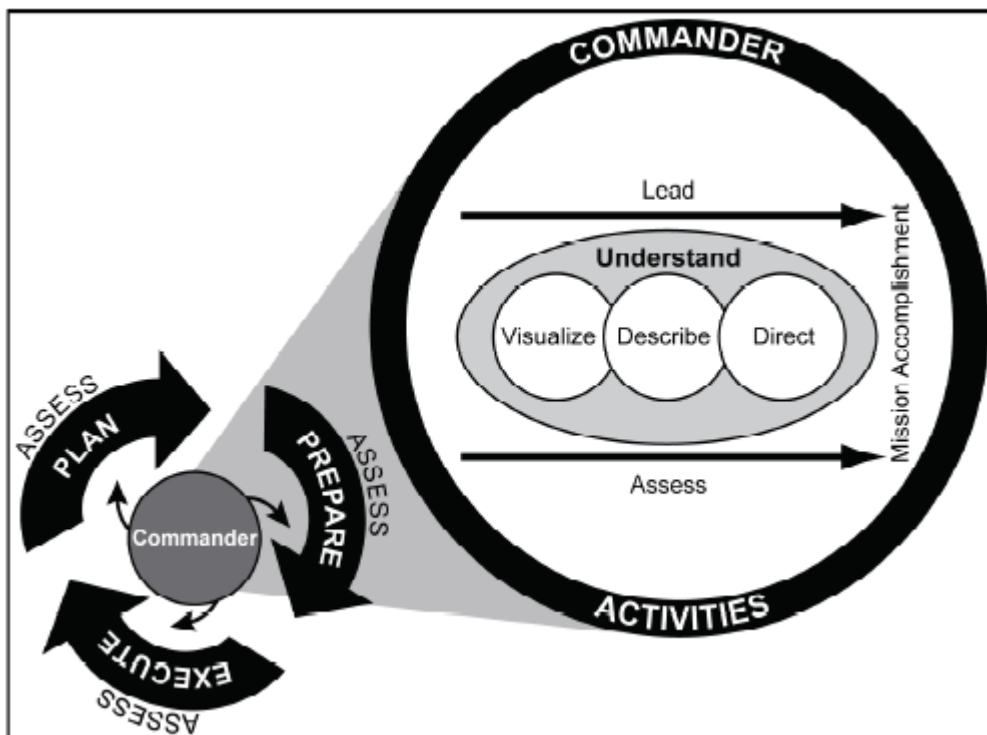 COMMANDER
Lead
Understand
Visualize
Describe
Direct
Assess
Mission Accomplishment
ACTIVITIES
ASSESS
PLAN
PREPARE
ASSESS
Commander
EXECUTE
ASSESS